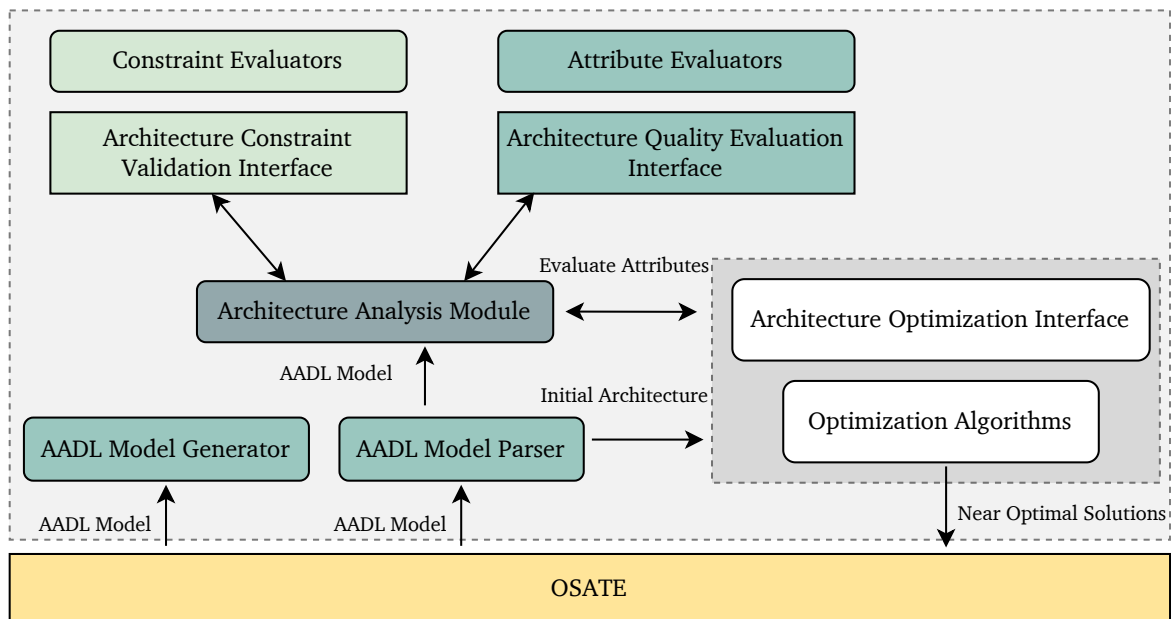 Constraint Evaluators
Attribute Evaluators
Architecture Constraint
Validation Interface
Architecture Quality Evaluation
Interface
Evaluate Attributes
Architecture Analysis Module
Architecture Optimization Interface
AADL Model
Initial Architecture
Optimization Algorithms
AADL Model Generator
AADL Model Parser
AADL Model
AADL Model
Near Optimal Solutions
OSATE